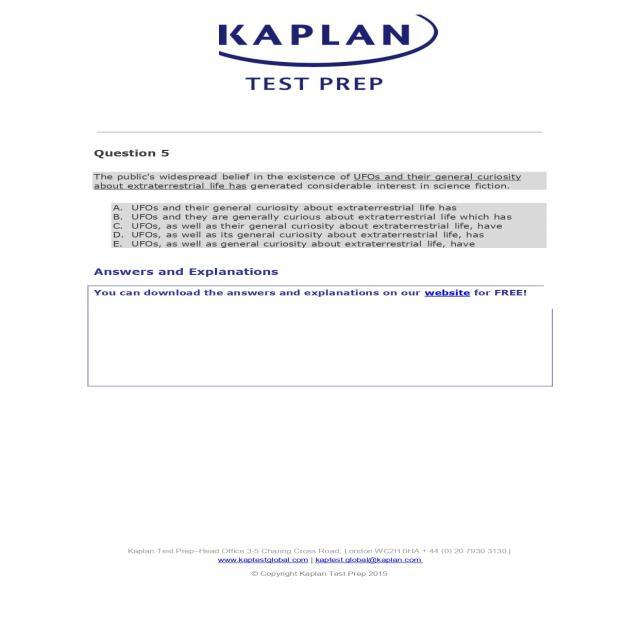 KAPLAN
TEST PREP
Question 5
The public's widespread belief in the existence of UFOs and their general curiosity
about extraterrestrial life has generated considerable interest in science fiction.
A. UFOs and their general curiosity about extraterrestrial life has
B. UFOs and they are generally curious about extraterrestrial life which has
C. UFOs, as well as their general curiosity about extraterrestrial life, have
D. UFOs, as well as its general curiosity about extraterrestrial life, has
E. UFOs, as well as general curiosity about extraterrestrial life, have
Answers and Explanations
You can download the answers and explanations on our website for FREE!
Kaplan Test Prep–Head Office 3-5 Charing Cross Road, London WC2H 0HA • 44 (0) 20 7930 3130 |
www.kaptestglobal.com | kaptest.global@kaplan.com
© Copyright Kaplan Test Prep 2015